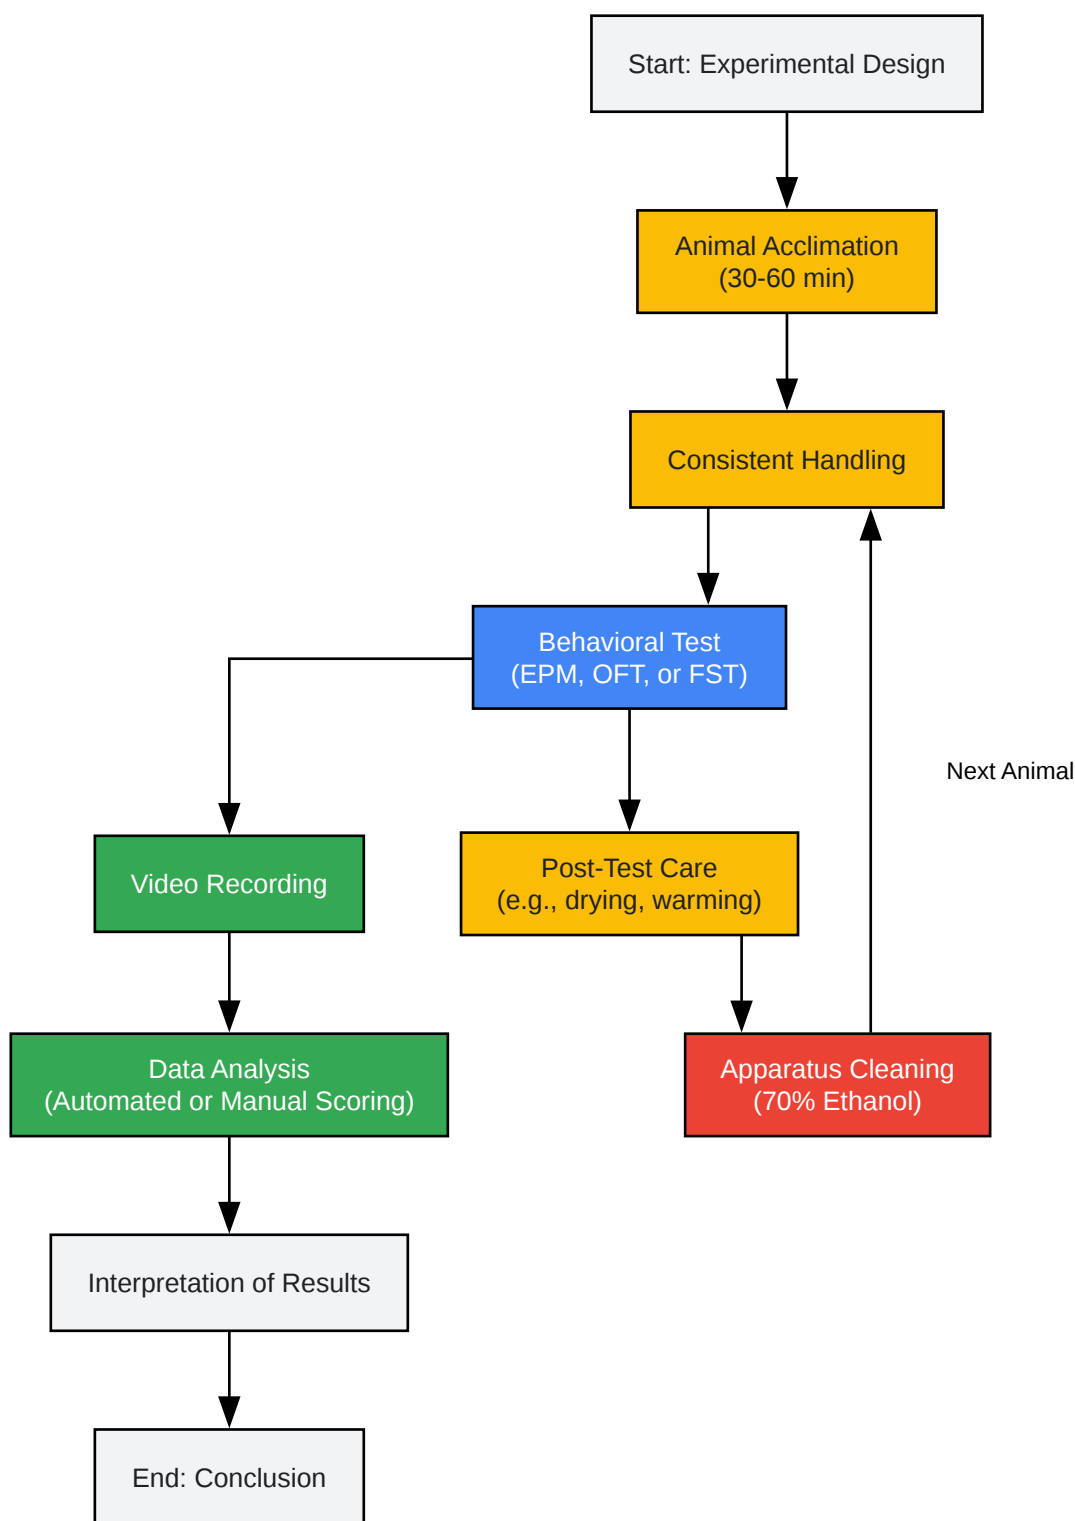 Start: Experimental Design
Animal Acclimation
(30-60 min)
Consistent Handling
Behavioral Test
(EPM, OFT, or FST)
Next Animal
Video Recording
Post-Test Care
(e.g., drying, warming)
Data Analysis
(Automated or Manual Scoring)
Apparatus Cleaning
(70% Ethanol)
Interpretation of Results
End: Conclusion